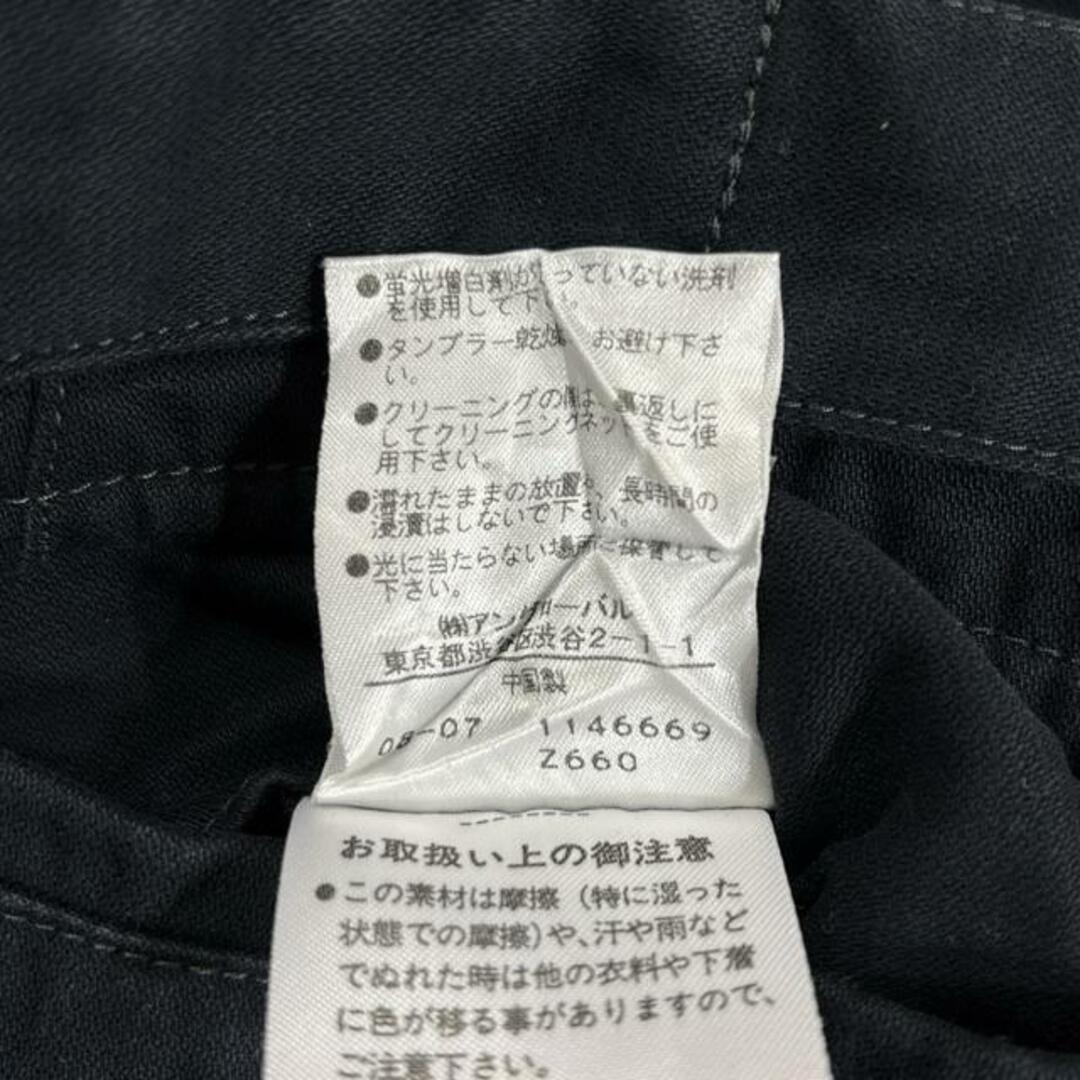 ●蛍光増白剤が入っていない洗剤
を使用して下さい。
●タンブラー乾燥 お避け下さ
い。
●クリーニングの際は、裏返しに
してクリーニングネットをご使
用下さい。
●濡れたままの放置や、長時間の
浸漬はしないで下さい。
●光に当たらない場所に保管して
下さい。
㈱アングローバル
東京都渋谷区渋谷2-1-1
中国製
08-07 1146669
Z660
お取扱い上の御注意
●この素材は摩擦（特に湿った
状態での摩擦)や、汗や雨など
でぬれた時は他の衣料や下着
に色が移る事がありますので、
ご注意下さい。